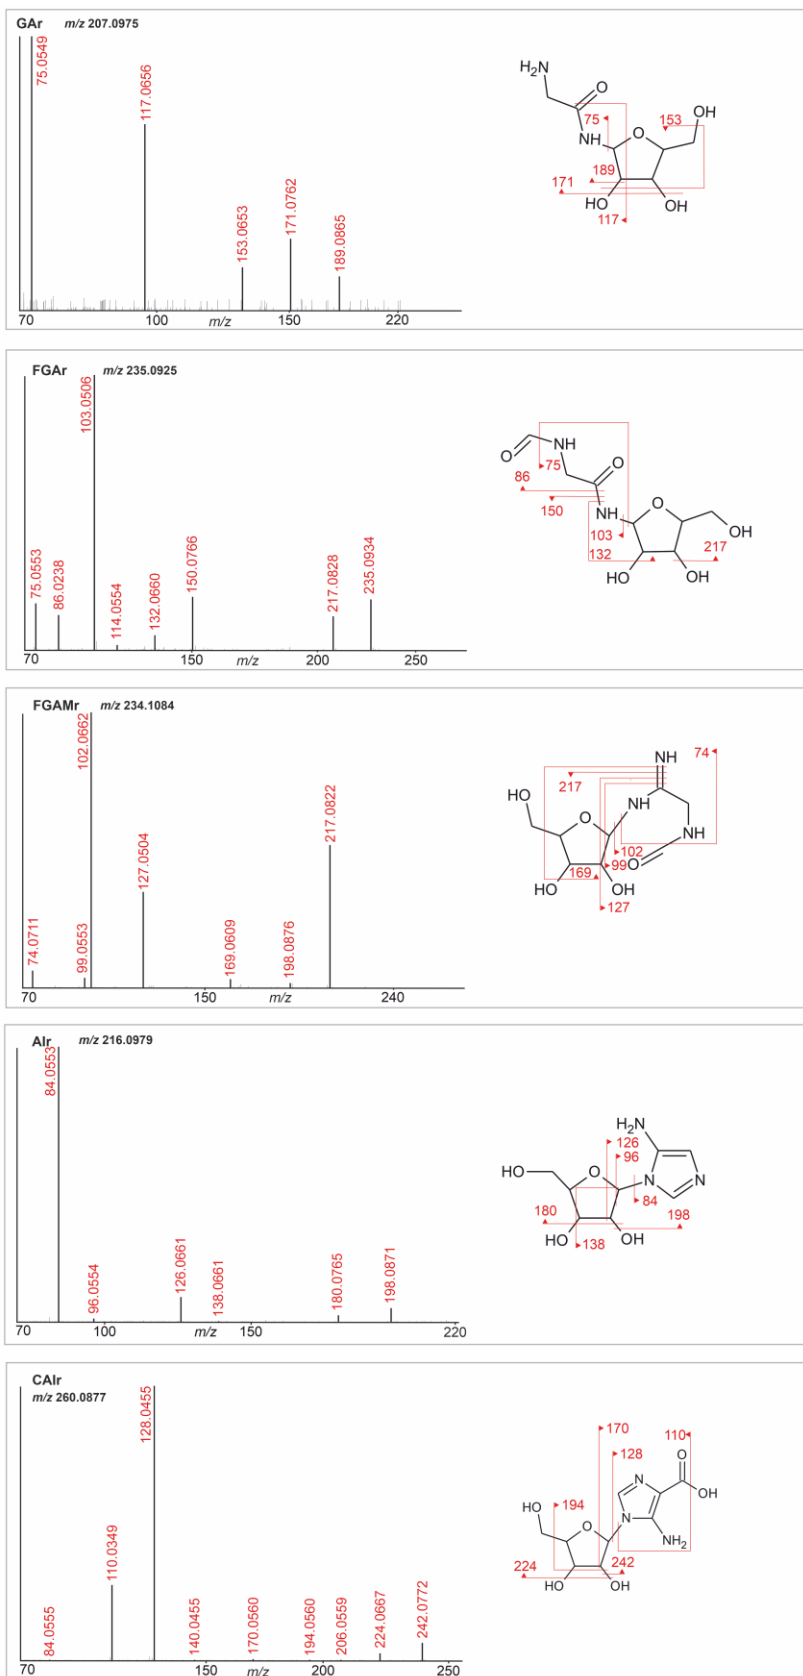 GAr m/z 207.0975
75.0549
117.0656
153.0653
171.0762
189.0865
70 100 m/z 150 220
H2N
O
NH
O
OH
HO
OH
75
153
189
171
117
FGAr m/z 235.0925
75.0553
86.0238
103.0506
114.0554
132.0660
150.0766
217.0828
235.0934
70 150 m/z 200 250
O
NH
O
NH
O
OH
HO
OH
75
86
150
103
132
217
FGAMr m/z 234.1084
74.0711
99.0553
102.0662
127.0504
169.0609
198.0876
217.0822
70 150 m/z 240
NH
74
217
HO
O
NH
NH
102
O
99
169
HO
OH
127
AIr m/z 216.0979
84.0553
96.0554
126.0661
138.0661
180.0765
198.0871
70 100 m/z 150 220
H2N
126
96
HO
O
N
N
84
180
198
HO
OH
138
CAIr
m/z 260.0877
84.0555
110.0349
128.0455
140.0455
170.0560
194.0560
206.0559
224.0667
242.0772
70 150 m/z 200 250
170
110
128
O
N
OH
HO
194
O
N
NH2
224
242
HO
OH